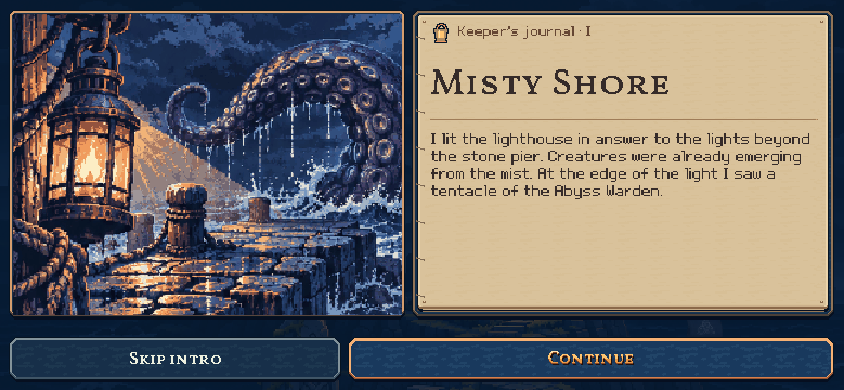 Keeper's journal · I
Misty Shore
I lit the lighthouse in answer to the lights beyond
the stone pier. Creatures were already emerging
from the mist. At the edge of the light I saw a
tentacle of the Abyss Warden.
Skip intro
Continue